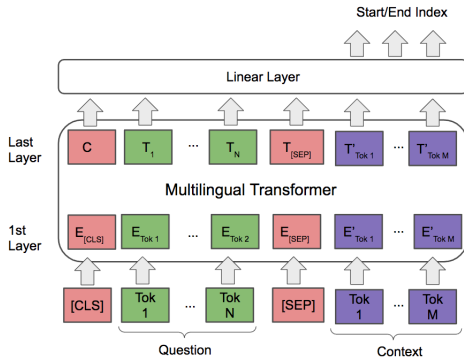 Start/End Index
Linear Layer
Last Layer
C T1 ... TN T[SEP] T'Tok 1 ... T'Tok M
Multilingual Transformer
1st Layer
E[CLS] ETok 1 ... ETok 2 E[SEP] E'Tok 1 ... E'Tok M
[CLS] Tok 1 ... Tok N [SEP] Tok 1 ... Tok M
Question Context